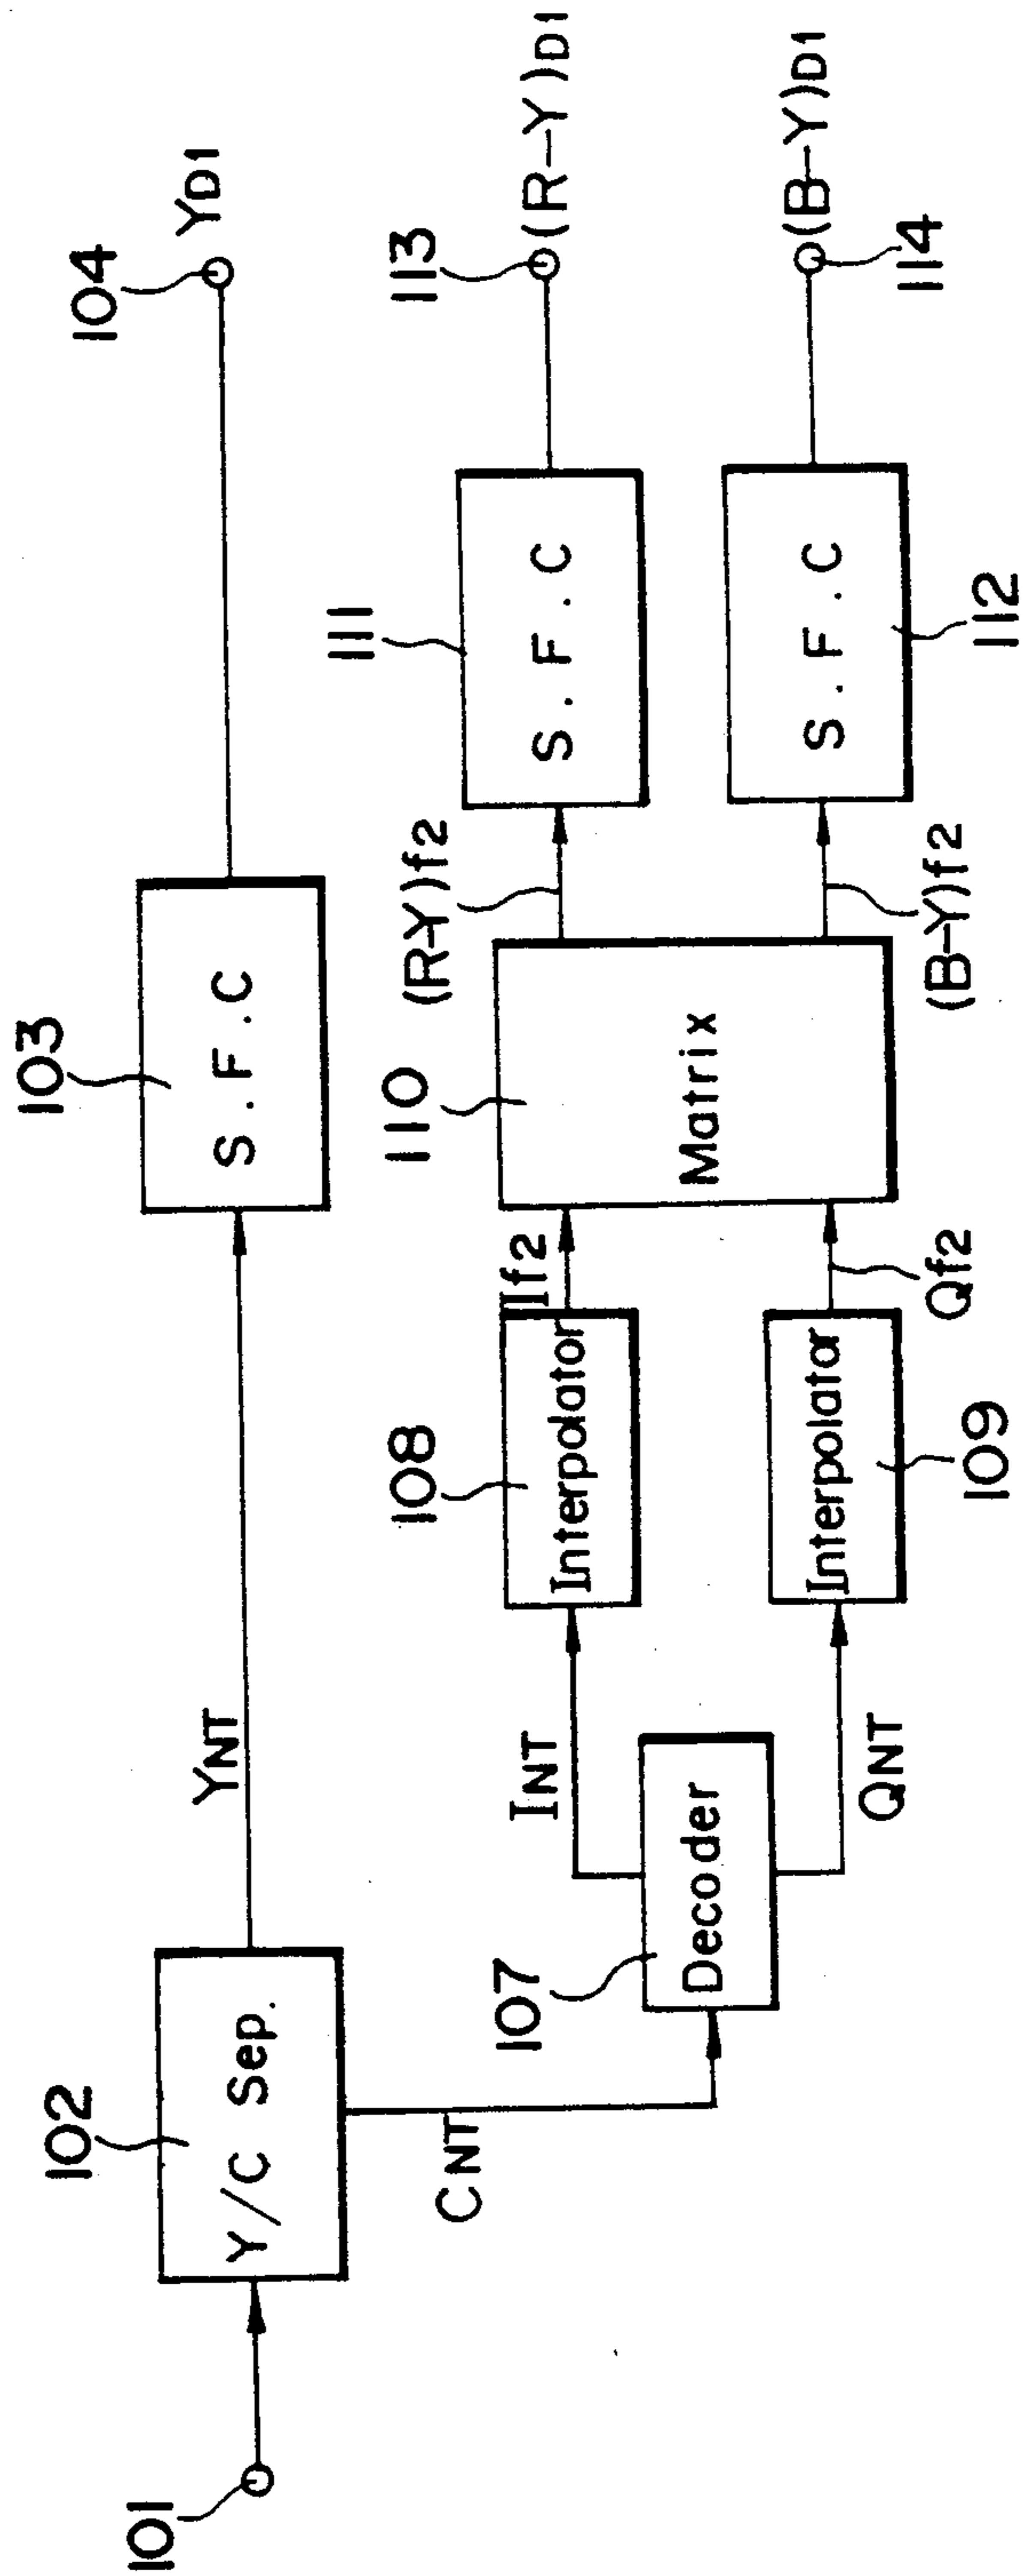 101
102
Y/C Sep.
YNT
103
S.F.C
104
YD1
CNT
107
Decoder
INT
QNT
108
Interpolator
If2
109
Interpolator
Qf2
110
Matrix
(R-Y)f2
(B-Y)f2
111
S.F.C
112
S.F.C
113
(R-Y)D1
114
(B-Y)D1